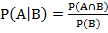 P(A|B) = P(A∩B) / P(B)